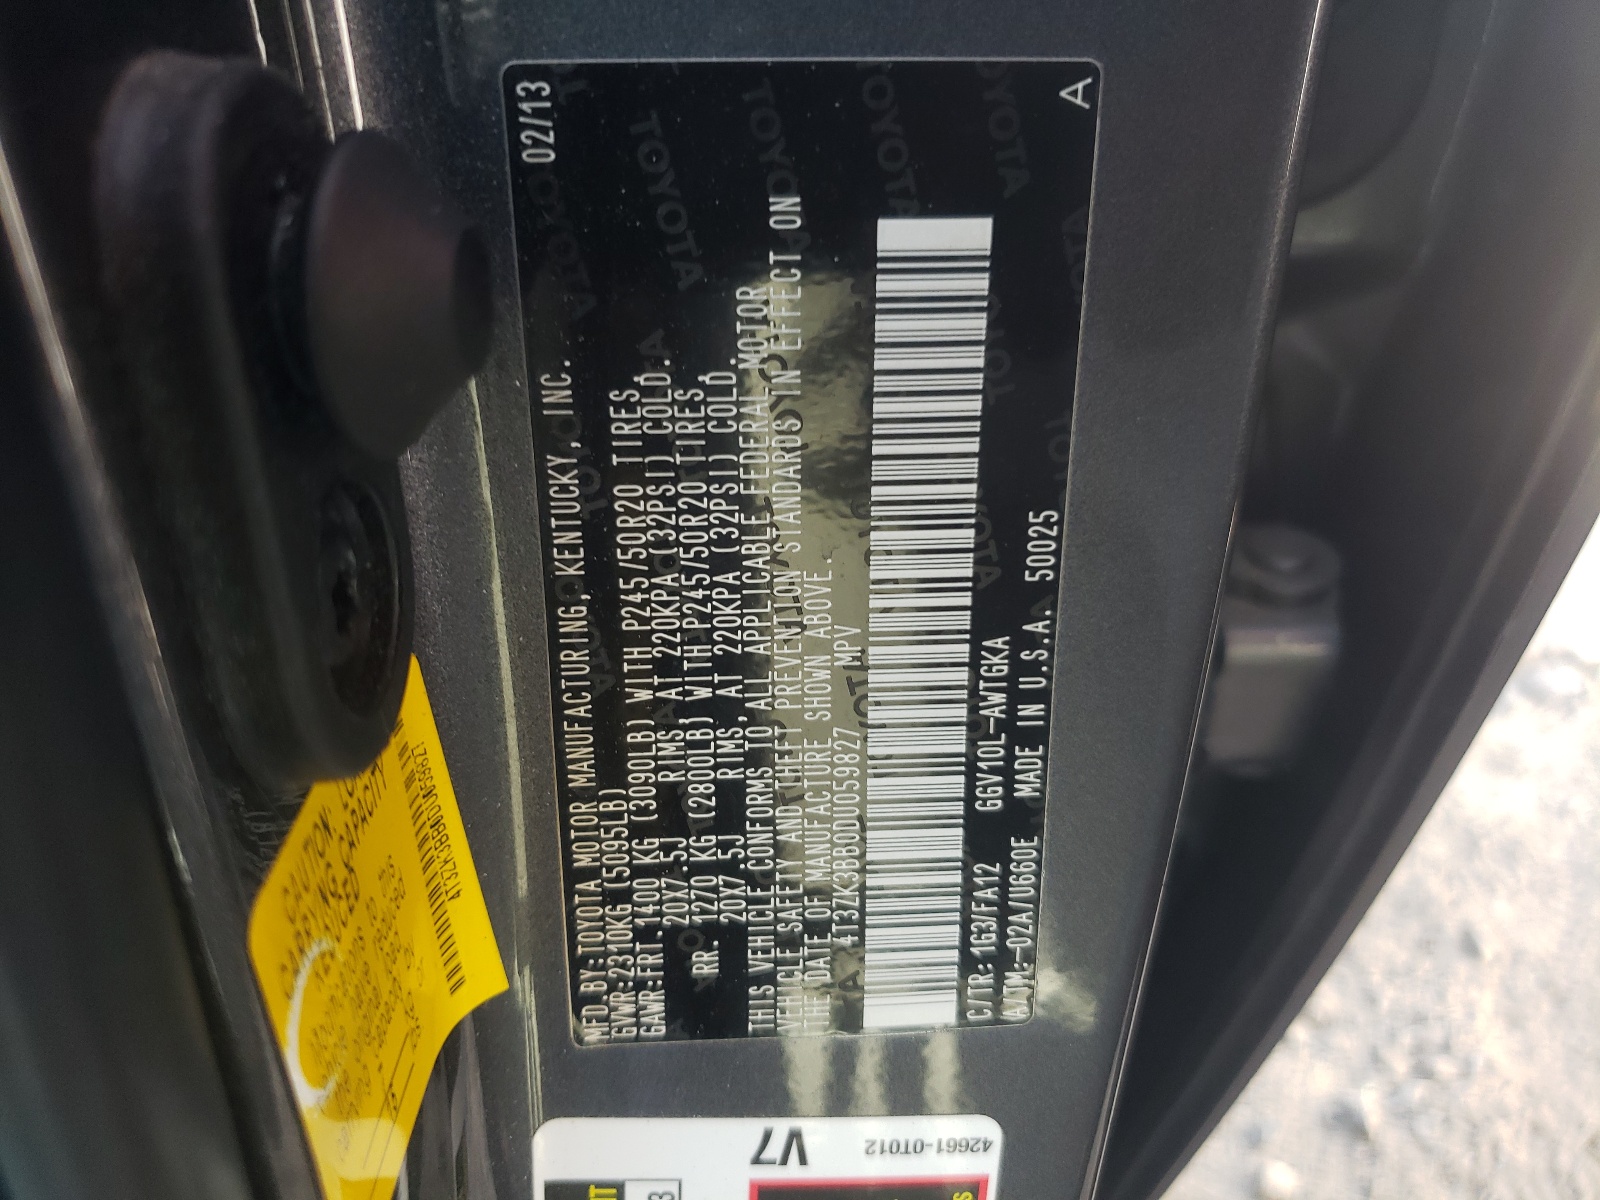 MFD.BY:TOYOTA MOTOR MANUFACTURING,KENTUCKY,INC. 02/13
GVWR:2310KG (5095LB)
GAWR:FRT.1400 KG (3090LB) WITH P245/50R20 TIRES,
20X7.5J RIMS, AT 220KPA(32PSI) COLD.
RR. 1270 KG (2800LB) WITH P245/50R20 TIRES,
20X7.5J RIMS, AT 220KPA (32PSI) COLD.
THIS VEHICLE CONFORMS TO ALL APPLICABLE FEDERAL MOTOR
VEHICLE SAFETY AND THEFT PREVENTION STANDARDS IN EFFECT ON
THE DATE OF MANUFACTURE SHOWN ABOVE.
4T3ZK3BB0DU059827 MPV
C/TR:1G3/FA12 GGV10L-AWTGKA
A/TM:-02A/U660E MADE IN U.S.A. 50025
A
CAUTION:
CAPACITY
REDUCED
4T3ZK3BB0DU059827
V7
42661-0T012